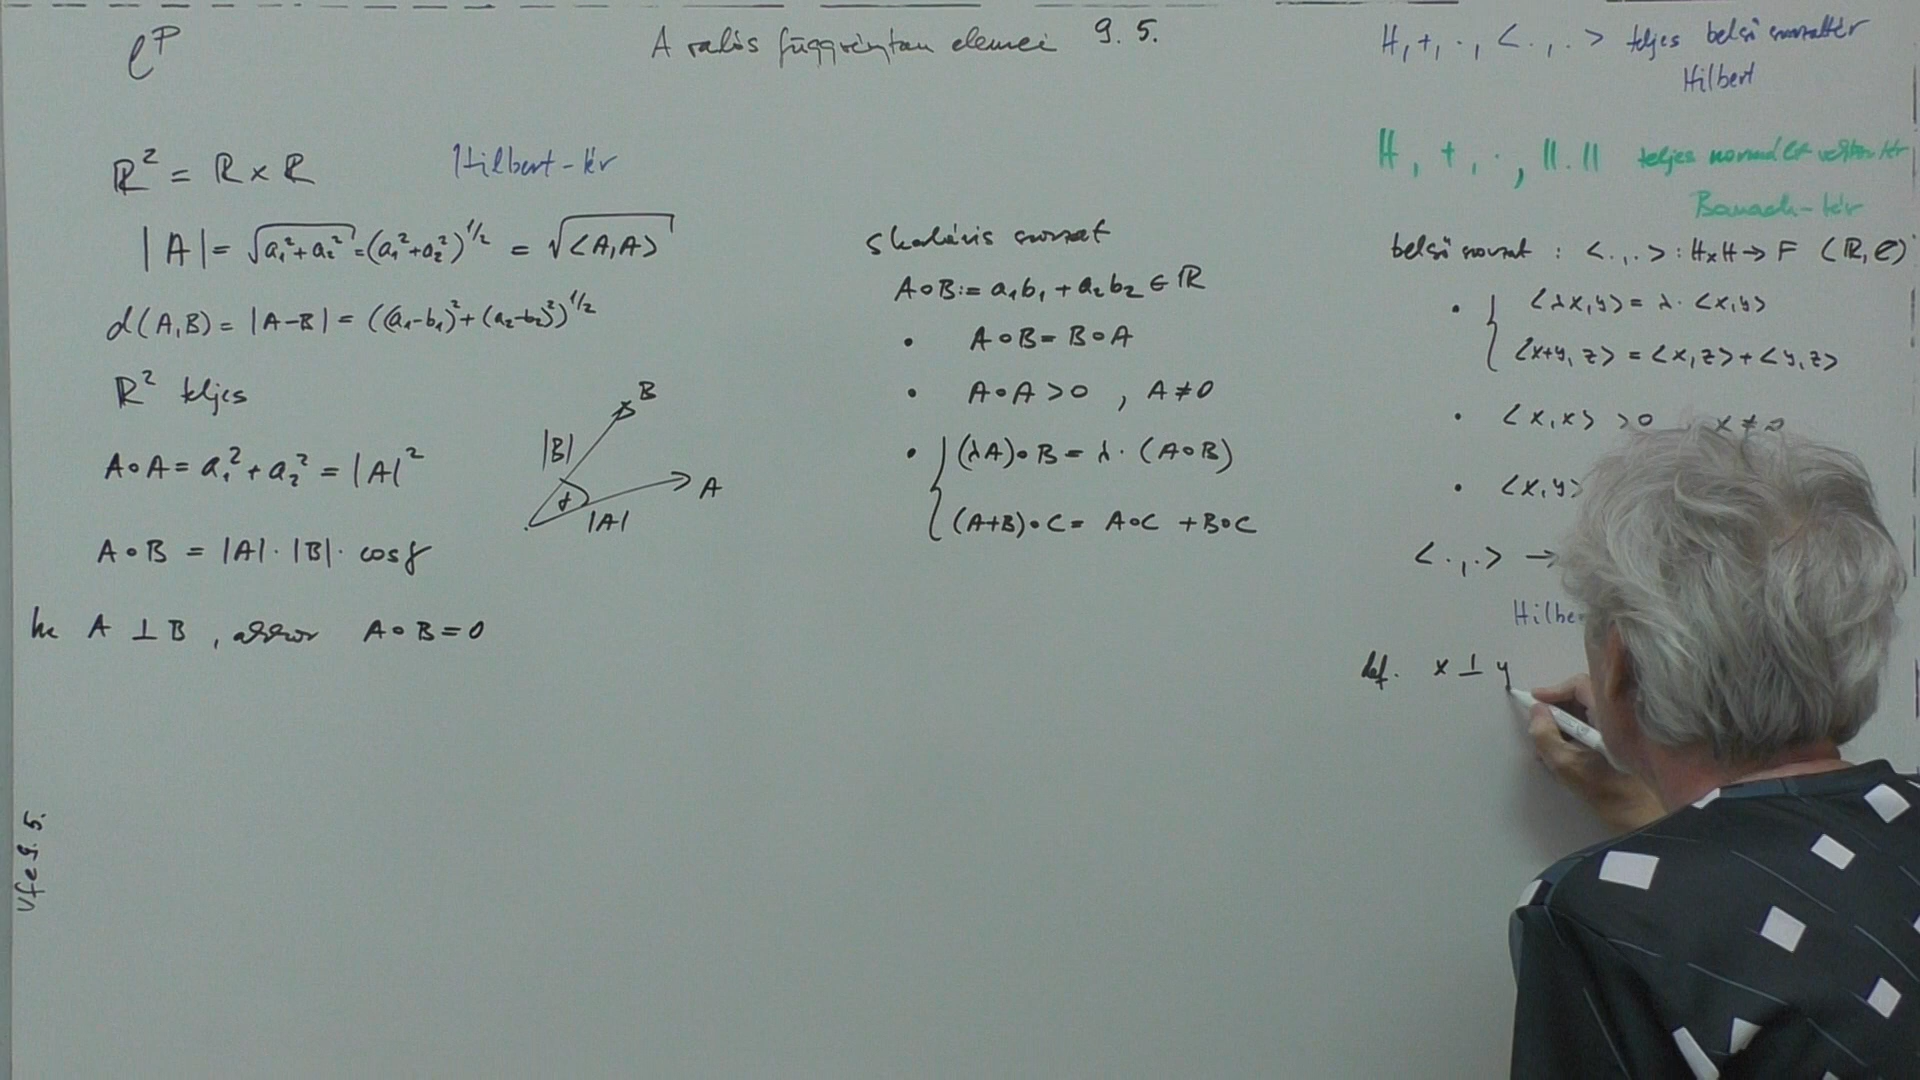 ℓ^p
A valós függvénytan elemei 9. 5.
ℝ² = ℝ × ℝ Hilbert-tér
|A| = √(a₁² + a₂²) = (a₁² + a₂²)^{1/2} = √⟨A,A⟩
d(A,B) = |A-B| = ((a₁-b₁)² + (a₂-b₂)²)^{1/2}
ℝ² teljes
A∘A = a₁² + a₂² = |A|²
A∘B = |A| · |B| · cos γ
ha A ⊥ B, akkor A∘B = 0
B
|B|
A
|A|
Vfe 9. 5.
Skaláris szorzat
A∘B := a₁b₁ + a₂b₂ ∈ ℝ
• A∘B = B∘A
• A∘A > 0 , A ≠ 0
• (λA)∘B = λ · (A∘B)
(A+B)∘C = A∘C + B∘C
H, +, ·, < ·, · > teljes belső szorzattér
Hilbert
H, +, ·, ||.|| teljes normált vektortér
Banach-tér
belső szorzat : < ·, · > : H×H → F (ℝ, ℂ)
• ⟨λx,y⟩ = λ · ⟨x,y⟩
⟨x+y, z⟩ = ⟨x,z⟩ + ⟨y,z⟩
• ⟨x,x⟩ > 0 x ≠ 0
• ⟨x,y⟩
< ·, · > →
Hilbe
def. x ⊥ y